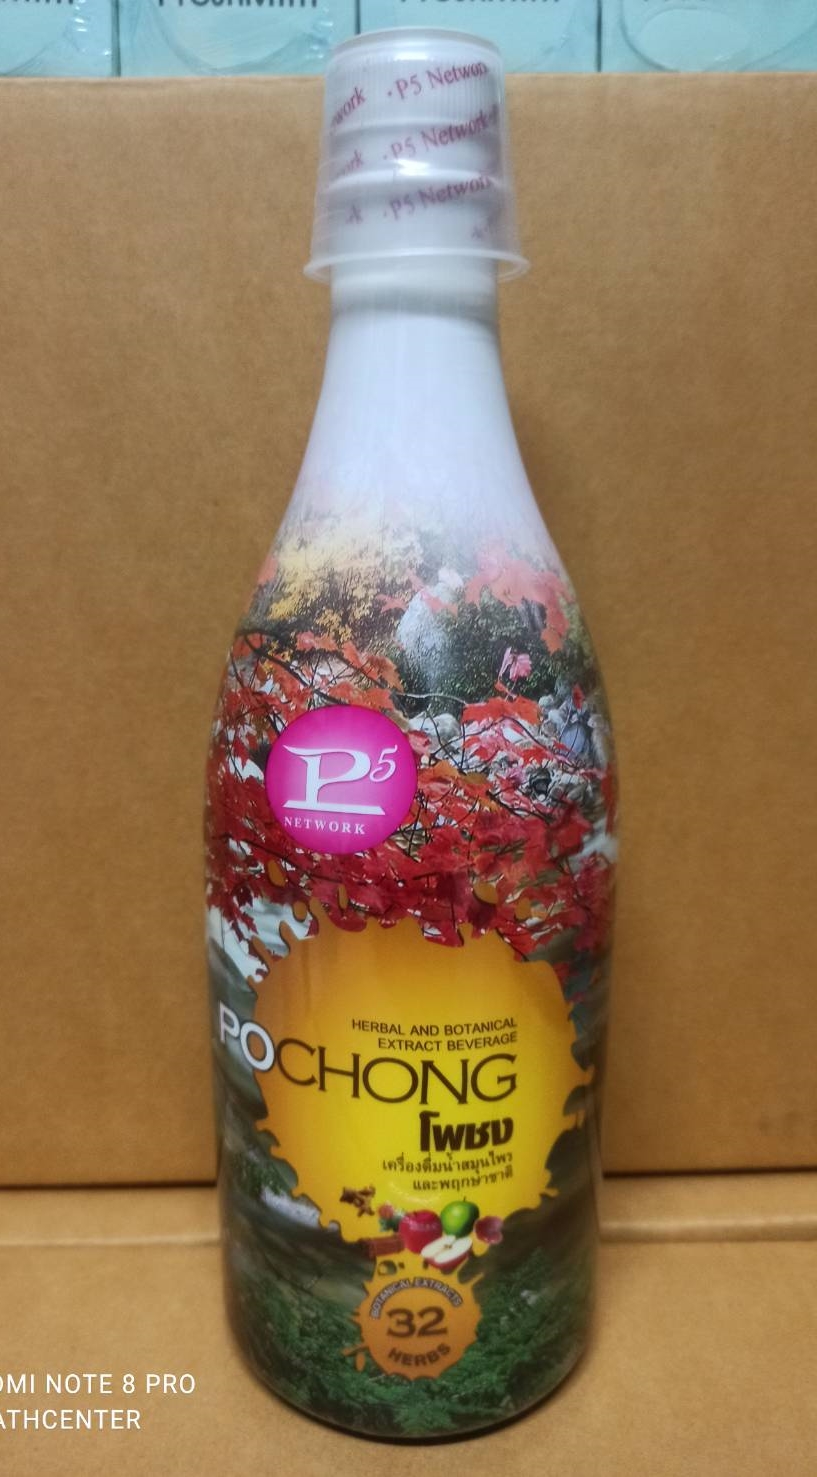 P5 Network
P5 Network
P5 Network
P5
NETWORK
HERBAL AND BOTANICAL
EXTRACT BEVERAGE
POCHONG
โพชง
เครื่องดื่มน้ำสมุนไพร
และพฤกษาชาติ
BOTANICAL EXTRACTS
32
HERBS
OMI NOTE 8 PRO
ATHCENTER